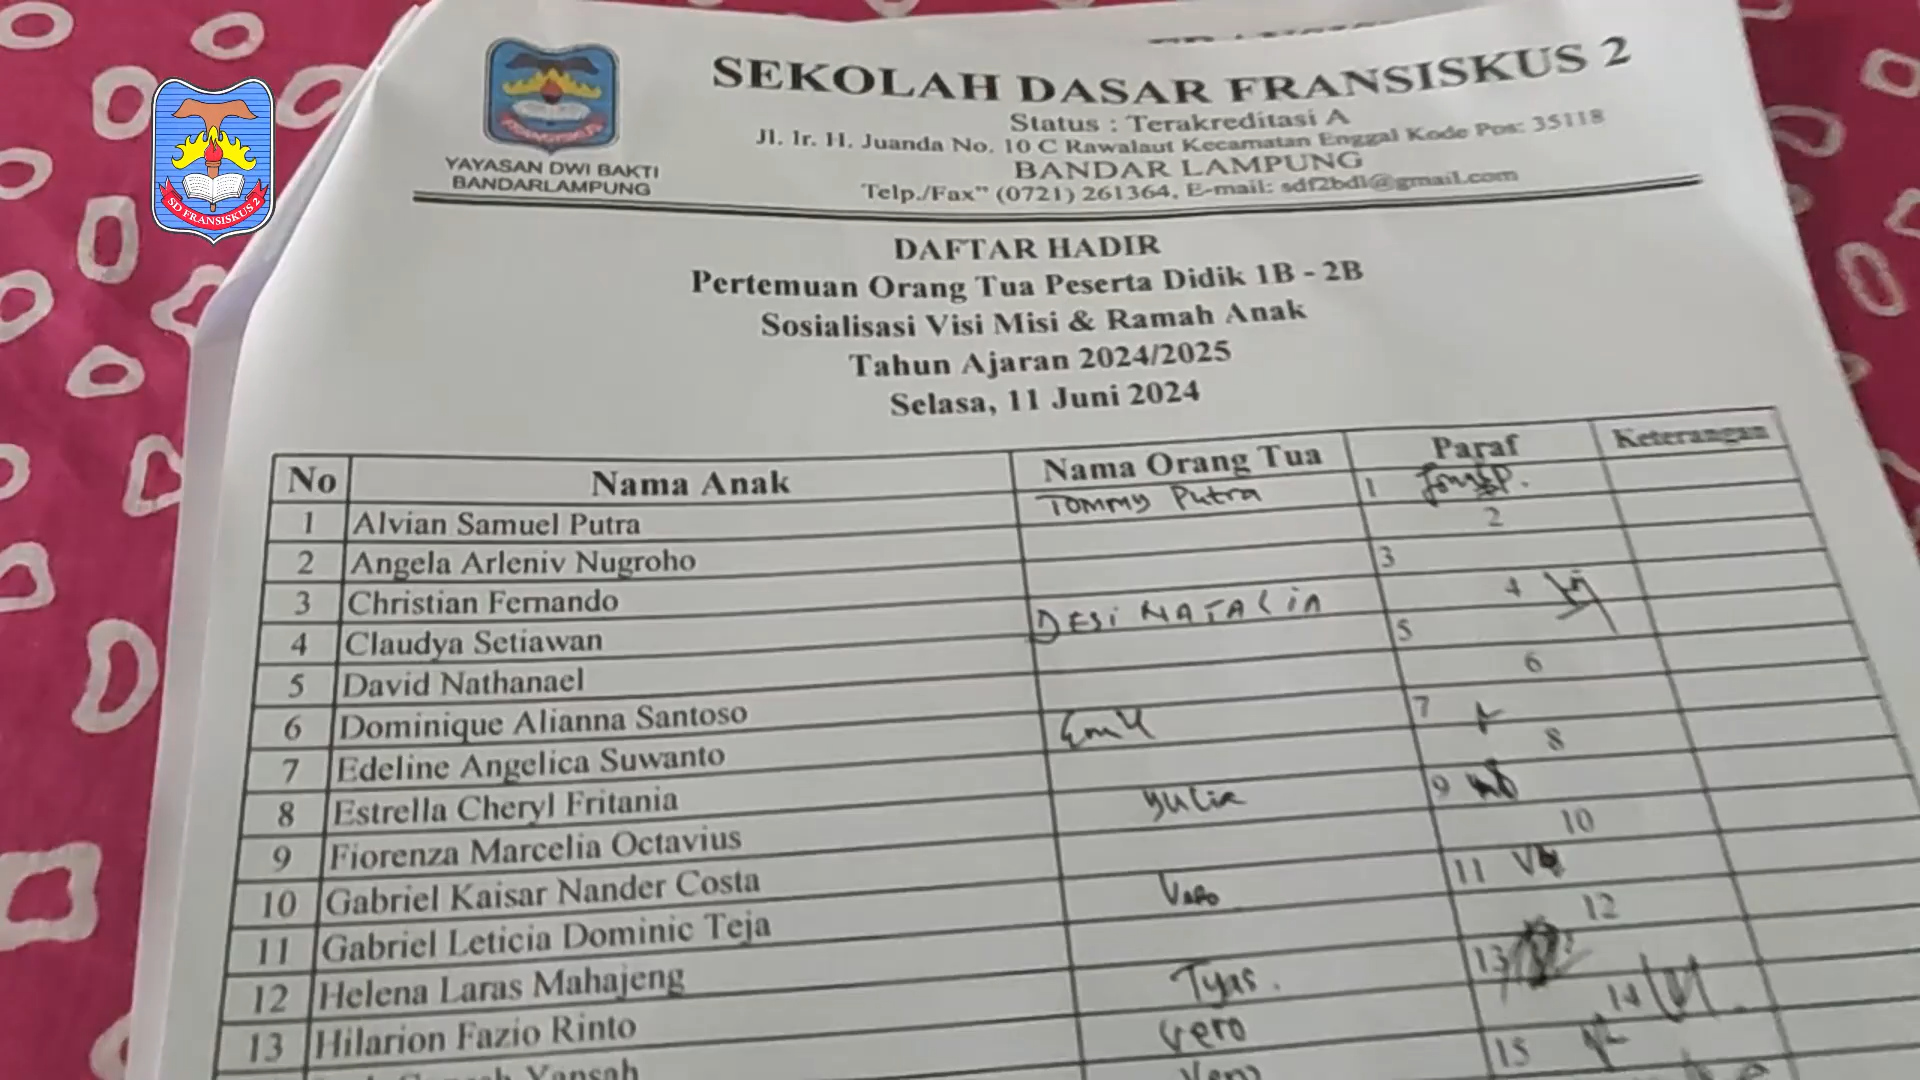 SEKOLAH DASAR FRANSISKUS 2
Status : Terakreditasi A
Jl. Ir. H. Juanda No. 10 C Rawalaut Kecamatan Enggal Kode Pos: 35118
BANDAR LAMPUNG
Telp./Fax" (0721) 261364, E-mail: sdf2bdl@gmail.com
YAYASAN DWI BAKTI
BANDARLAMPUNG
SD FRANSISKUS 2
DAFTAR HADIR
Pertemuan Orang Tua Peserta Didik 1B - 2B
Sosialisasi Visi Misi & Ramah Anak
Tahun Ajaran 2024/2025
Selasa, 11 Juni 2024
No Nama Anak Nama Orang Tua Paraf Keterangan
1 Alvian Samuel Putra Tommy Putra 1
2 Angela Arleniv Nugroho 2
3 Christian Fernando 3
4 Claudya Setiawan DESi NATALiA 4
5 David Nathanael 5
6 Dominique Alianna Santoso 6
7 Edeline Angelica Suwanto 7
8 Estrella Cheryl Fritania 8
9 Fiorenza Marcelia Octavius Yulia 9
10 Gabriel Kaisar Nander Costa 10
11 Gabriel Leticia Dominic Teja 11
12 Helena Laras Mahajeng 12
13 Hilarion Fazio Rinto Tyas. 13
Vero 14
15